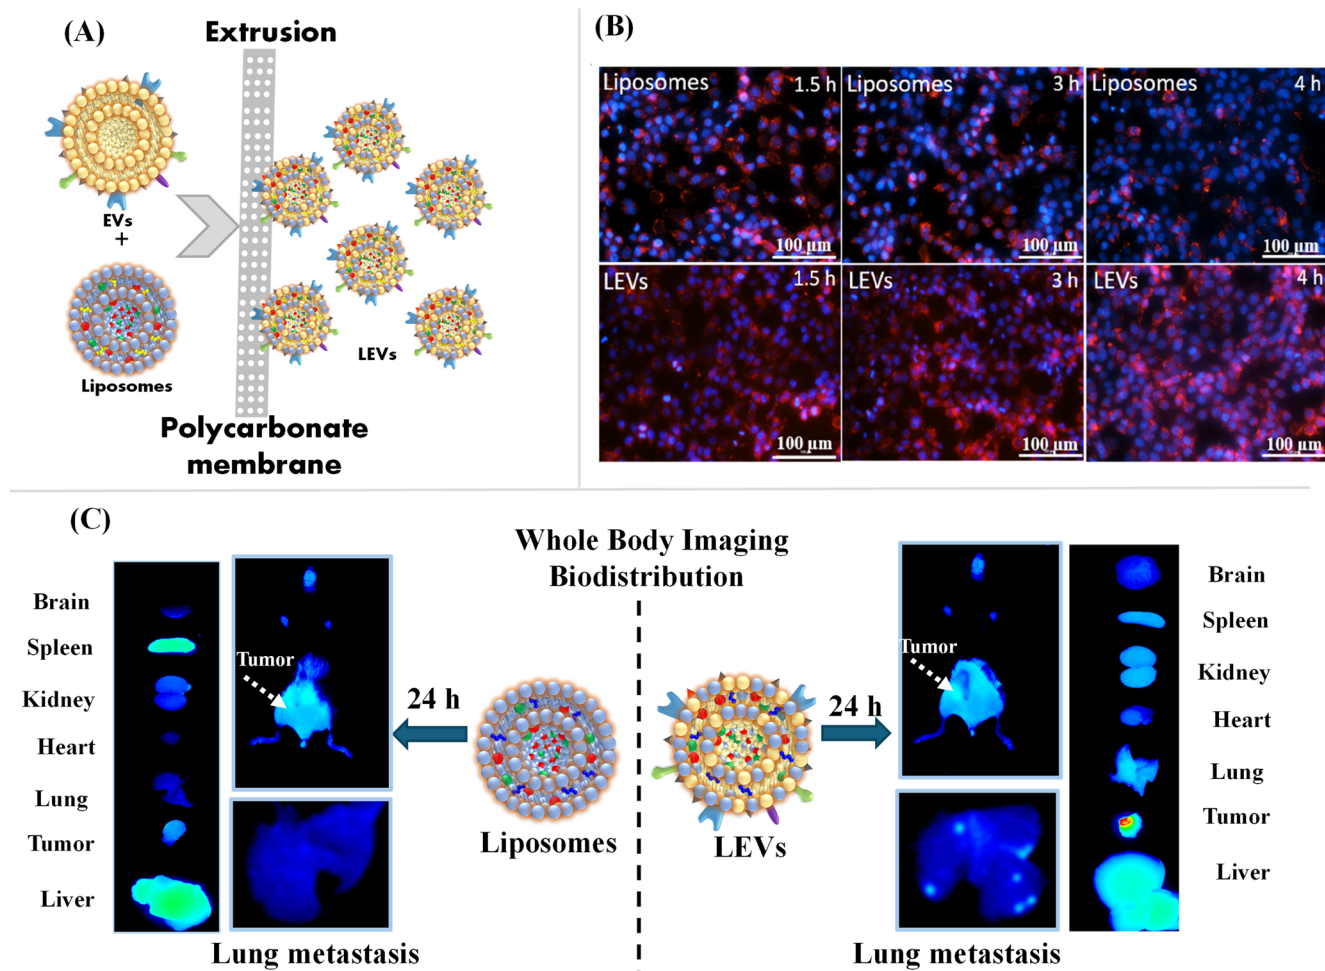 (A)
Extrusion
EVs
+
Liposomes
LEVs
Polycarbonate
membrane
(B)
Liposomes
1.5 h
100 µm
Liposomes
3 h
100 µm
Liposomes
4 h
100 µm
LEVs
1.5 h
100 µm
LEVs
3 h
100 µm
LEVs
4 h
100 µm
(C)
Whole Body Imaging
Biodistribution
Brain
Spleen
Kidney
Heart
Lung
Tumor
Liver
Tumor
24 h
Liposomes
Lung metastasis
LEVs
24 h
Tumor
Lung metastasis
Brain
Spleen
Kidney
Heart
Lung
Tumor
Liver